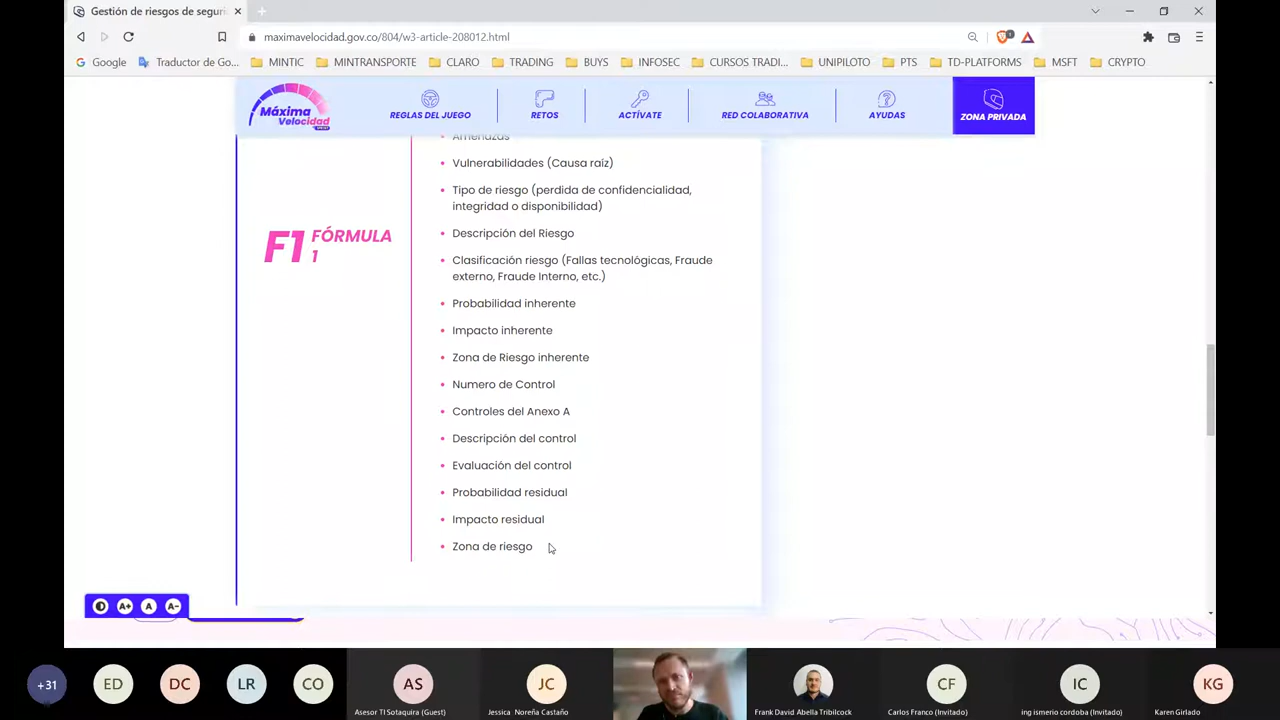 Gestión de riesgos de seguri
maximavelocidad.gov.co/804/w3-article-208012.html
Google
Traductor de Go...
MINTIC
MINTRANSPORTE
CLARO
TRADING
BUYS
INFOSEC
CURSOS TRADI...
UNIPILOTO
PTS
TD-PLATFORMS
MSFT
CRYPTO
Máxima
Velocidad
REGLAS DEL JUEGO
RETOS
ACTÍVATE
RED COLABORATIVA
AYUDAS
ZONA PRIVADA
Amenazas
Vulnerabilidades (Causa raíz)
Tipo de riesgo (perdida de confidencialidad,
integridad o disponibilidad)
Descripción del Riesgo
F1 FÓRMULA
1
Clasificación riesgo (Fallas tecnológicas, Fraude
externo, Fraude Interno, etc.)
Probabilidad inherente
Impacto inherente
Zona de Riesgo inherente
Numero de Control
Controles del Anexo A
Descripción del control
Evaluación del control
Probabilidad residual
Impacto residual
Zona de riesgo
A+
A
A-
+31
ED
DC
LR
CO
AS
JC
CF
IC
KG
Asesor TI Sotaquira (Guest)
Jessica Noreña Castaño
Frank David Abella Tribilcock
Carlos Franco (Invitado)
ing ismerio cordoba (Invitado)
Karen Girlado